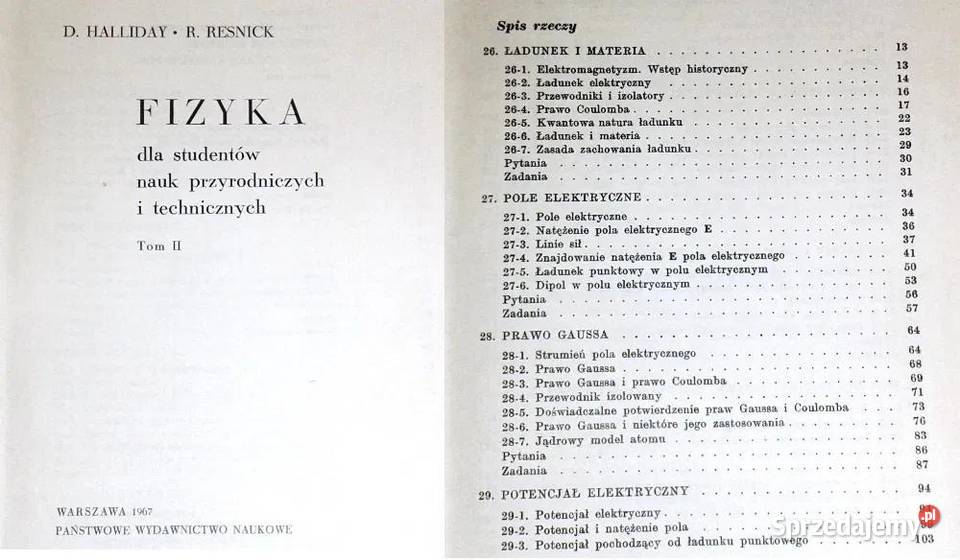 D. HALLIDAY • R. RESNICK
FIZYKA
dla studentów
nauk przyrodniczych
i technicznych
Tom II
WARSZAWA 1967
PAŃSTWOWE WYDAWNICTWO NAUKOWE
Spis rzeczy
26. ŁADUNEK I MATERIA . . . . . . . . . . . . . . . . . 13
26-1. Elektromagnetyzm. Wstęp historyczny . . . . . . . . . . 13
26-2. Ładunek elektryczny . . . . . . . . . . . . . . . . 14
26-3. Przewodniki i izolatory . . . . . . . . . . . . . . . 16
26-4. Prawo Coulomba . . . . . . . . . . . . . . . . . 17
26-5. Kwantowa natura ładunku . . . . . . . . . . . . . . 22
26-6. Ładunek i materia . . . . . . . . . . . . . . . . . 23
26-7. Zasada zachowania ładunku . . . . . . . . . . . . . . 29
Pytania . . . . . . . . . . . . . . . . . . . . . . 30
Zadania . . . . . . . . . . . . . . . . . . . . . . 31
27. POLE ELEKTRYCZNE . . . . . . . . . . . . . . . . . 34
27-1. Pole elektryczne . . . . . . . . . . . . . . . . . 34
27-2. Natężenie pola elektrycznego E . . . . . . . . . . . . 36
27-3. Linie sił . . . . . . . . . . . . . . . . . . . . 37
27-4. Znajdowanie natężenia E pola elektrycznego . . . . . . . . 41
27-5. Ładunek punktowy w polu elektrycznym . . . . . . . . . 50
27-6. Dipol w polu elektrycznym . . . . . . . . . . . . . . 53
Pytania . . . . . . . . . . . . . . . . . . . . . . 56
Zadania . . . . . . . . . . . . . . . . . . . . . . 57
28. PRAWO GAUSSA . . . . . . . . . . . . . . . . . . . 64
28-1. Strumień pola elektrycznego . . . . . . . . . . . . . 64
28-2. Prawo Gaussa . . . . . . . . . . . . . . . . . . 68
28-3. Prawo Gaussa i prawo Coulomba . . . . . . . . . . . . 69
28-4. Przewodnik izolowany . . . . . . . . . . . . . . . 71
28-5. Doświadczalne potwierdzenie praw Gaussa i Coulomba . . . 73
28-6. Prawo Gaussa i niektóre jego zastosowania . . . . . . . . 76
28-7. Jądrowy model atomu . . . . . . . . . . . . . . . . 83
Pytania . . . . . . . . . . . . . . . . . . . . . . 86
Zadania . . . . . . . . . . . . . . . . . . . . . . 87
29. POTENCJAŁ ELEKTRYCZNY . . . . . . . . . . . . . . . 94
29-1. Potencjał elektryczny . . . . . . . . . . . . . . .
29-2. Potencjał i natężenie pola . . . . . . . . . . . . .
29-3. Potencjał pochodzący od ładunku punktowego . . . . . . . 103
Sprzedajemy.pl